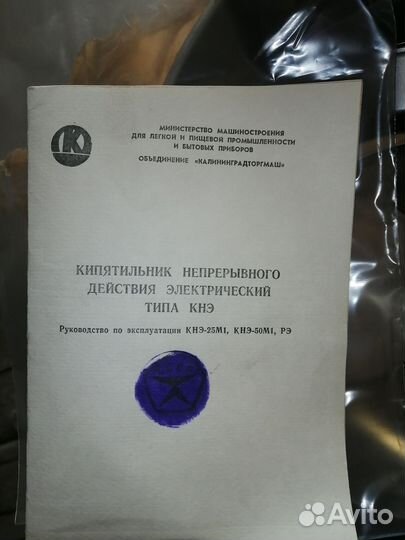 МИНИСТЕРСТВО МАШИНОСТРОЕНИЯ
ДЛЯ ЛЕГКОЙ И ПИЩЕВОЙ ПРОМЫШЛЕННОСТИ
И БЫТОВЫХ ПРИБОРОВ
ОБЪЕДИНЕНИЕ «КАЛИНИНГРАДТОРГМАШ»
КИПЯТИЛЬНИК НЕПРЕРЫВНОГО
ДЕЙСТВИЯ ЭЛЕКТРИЧЕСКИЙ
ТИПА КНЭ
Руководство по эксплуатации КНЭ-25М1, КНЭ-50М1, РЭ
Avito